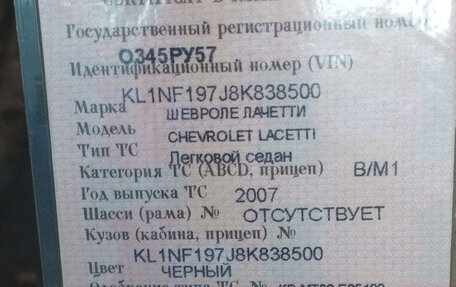 Государственный регистрационный номер
О345РУ57
Идентификационный номер (VIN)
KL1NF197J8K838500
Марка ШЕВРОЛЕ ЛАЧЕТТИ
Модель CHEVROLET LACETTI
Тип ТС Легковой седан
Категория ТС (ABCD, прицеп) B/M1
Год выпуска ТС 2007
Шасси (рама) № ОТСУТСТВУЕТ
Кузов (кабина, прицеп) №
KL1NF197J8K838500
Цвет ЧЕРНЫЙ